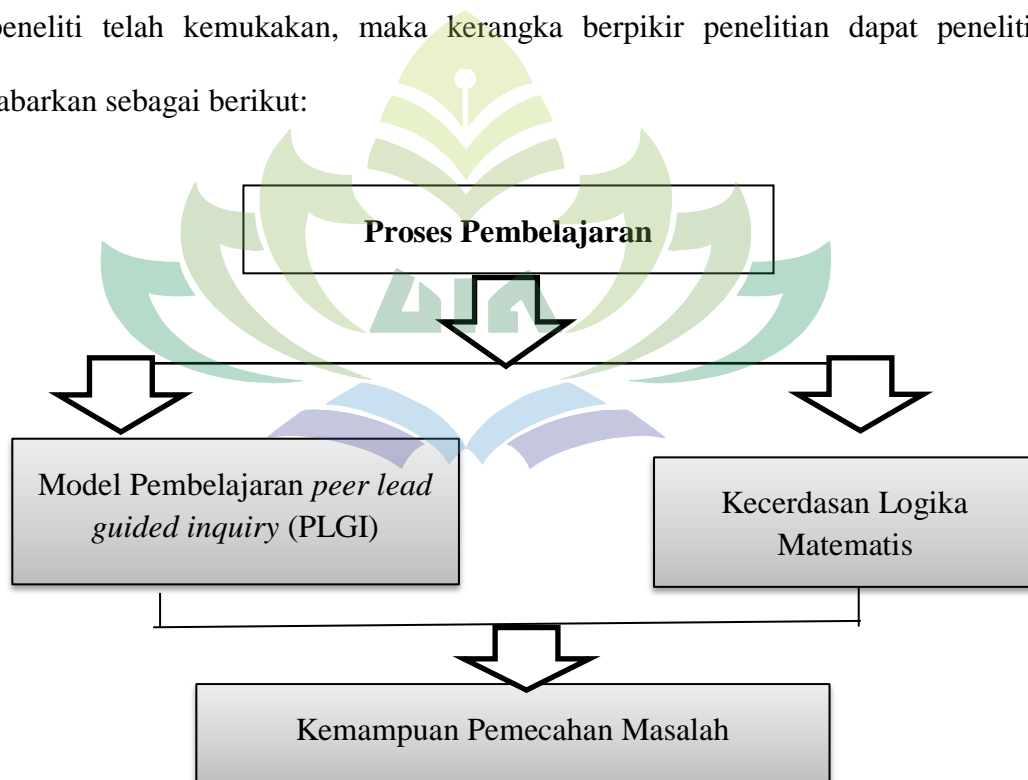 peneliti telah kemukakan, maka kerangka berpikir penelitian dapat peneliti
jabarkan sebagai berikut:
Proses Pembelajaran
UIN
Model Pembelajaran peer lead
guided inquiry (PLGI)
Kecerdasan Logika
Matematis
Kemampuan Pemecahan Masalah